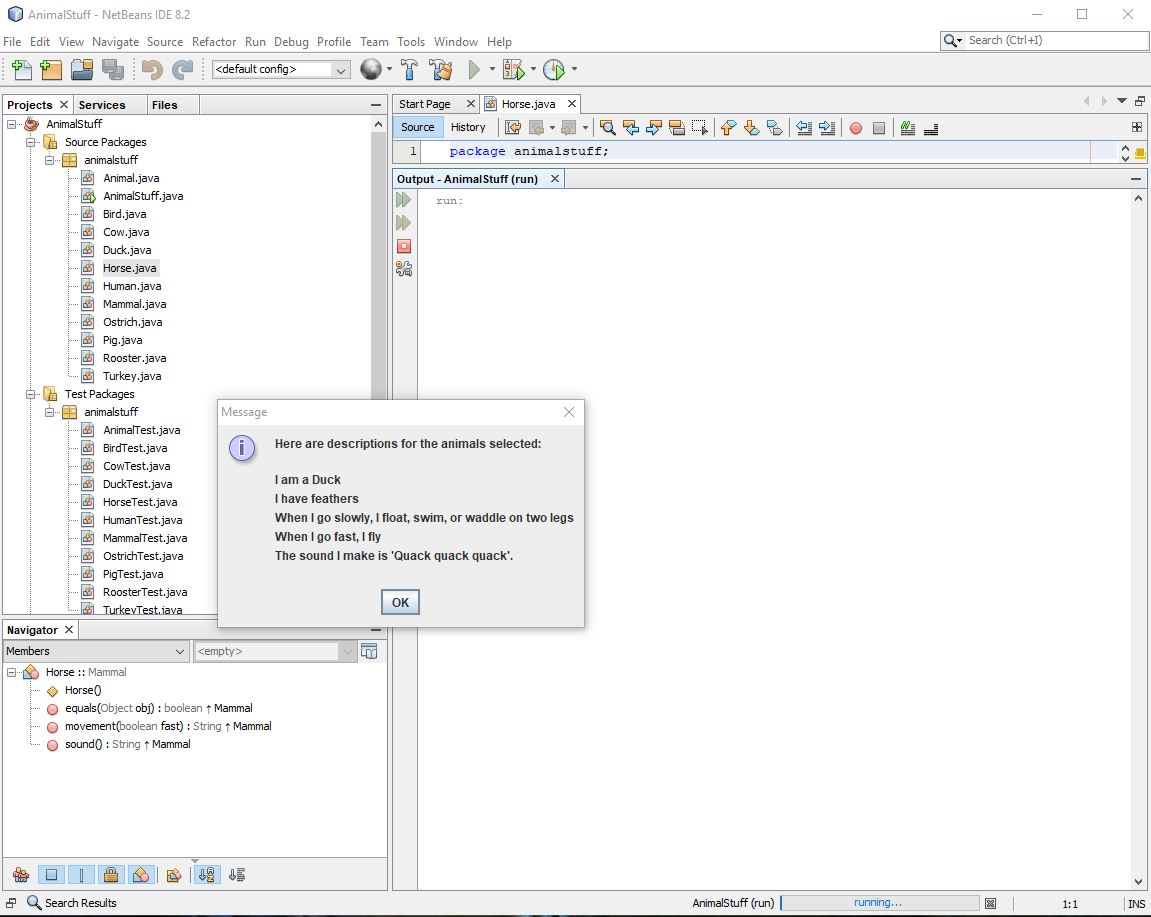 AnimalStuff - NetBeans IDE 8.2
File Edit View Navigate Source Refactor Run Debug Profile Team Tools Window Help
Search (Ctrl+I)
<default config>
Projects Services Files
AnimalStuff
Source Packages
animalstuff
Animal.java
AnimalStuff.java
Bird.java
Cow.java
Duck.java
Horse.java
Human.java
Mammal.java
Ostrich.java
Pig.java
Rooster.java
Turkey.java
Test Packages
animalstuff
AnimalTest.java
BirdTest.java
CowTest.java
DuckTest.java
HorseTest.java
HumanTest.java
MammalTest.java
OstrichTest.java
PigTest.java
RoosterTest.java
TurkeyTest.java
Start Page Horse.java
Source History
1 package animalstuff;
Output - AnimalStuff (run)
run:
Message
Here are descriptions for the animals selected:
I am a Duck
I have feathers
When I go slowly, I float, swim, or waddle on two legs
When I go fast, I fly
The sound I make is 'Quack quack quack'.
OK
Navigator
Members <empty>
Horse :: Mammal
Horse()
equals(Object obj) : boolean ↑ Mammal
movement(boolean fast) : String ↑ Mammal
sound() : String ↑ Mammal
Search Results
AnimalStuff (run) running... 1:1 INS